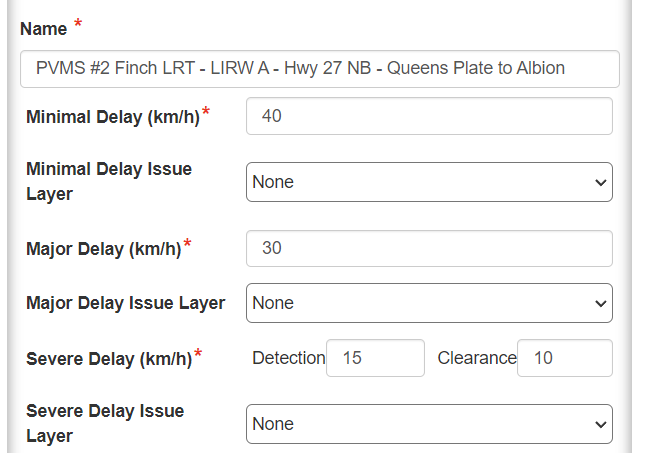 Name *
PVMS #2 Finch LRT - LIRW A - Hwy 27 NB - Queens Plate to Albion
Minimal Delay (km/h)* 40
Minimal Delay Issue
Layer
None
Major Delay (km/h)* 30
Major Delay Issue Layer None
Severe Delay (km/h)* Detection 15 Clearance 10
Severe Delay Issue
Layer
None